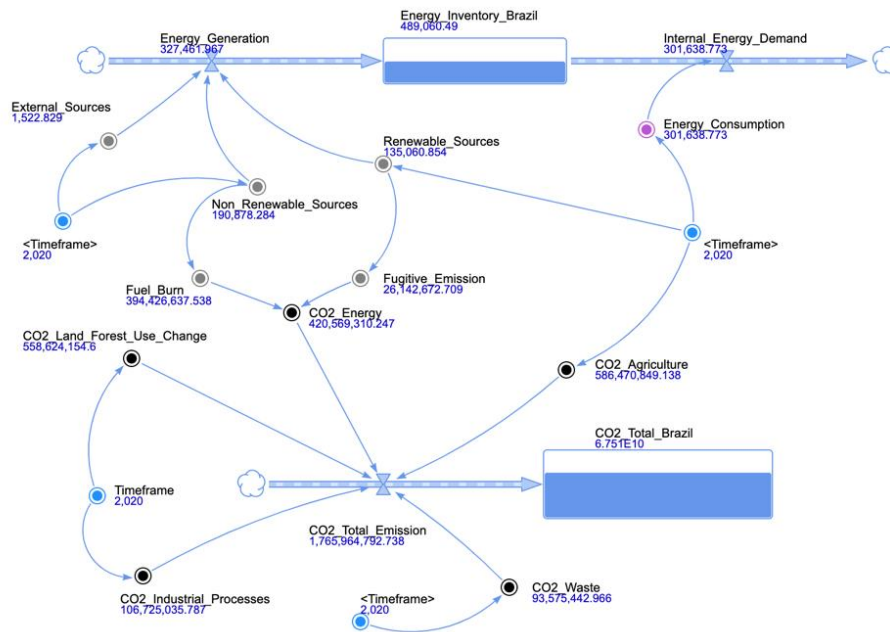 Energy_Generation
327,461.967
Energy_Inventory_Brazil
489,060.49
Internal_Energy_Demand
301,638.773
External_Sources
1,522.829
Renewable_Sources
135,060.854
Energy_Consumption
301,638.773
Non_Renewable_Sources
190,878.284
<Timeframe>
2,020
<Timeframe>
2,020
Fuel_Burn
394,426,637.538
Fugitive_Emission
26,142,672.709
CO2_Energy
420,569,310.247
CO2_Land_Forest_Use_Change
558,624,154.6
CO2_Agriculture
586,470,849.138
CO2_Total_Brazil
6.751E10
Timeframe
2,020
CO2_Total_Emission
1,765,964,792.738
CO2_Industrial_Processes
106,725,035.787
<Timeframe>
2,020
CO2_Waste
93,575,442.966